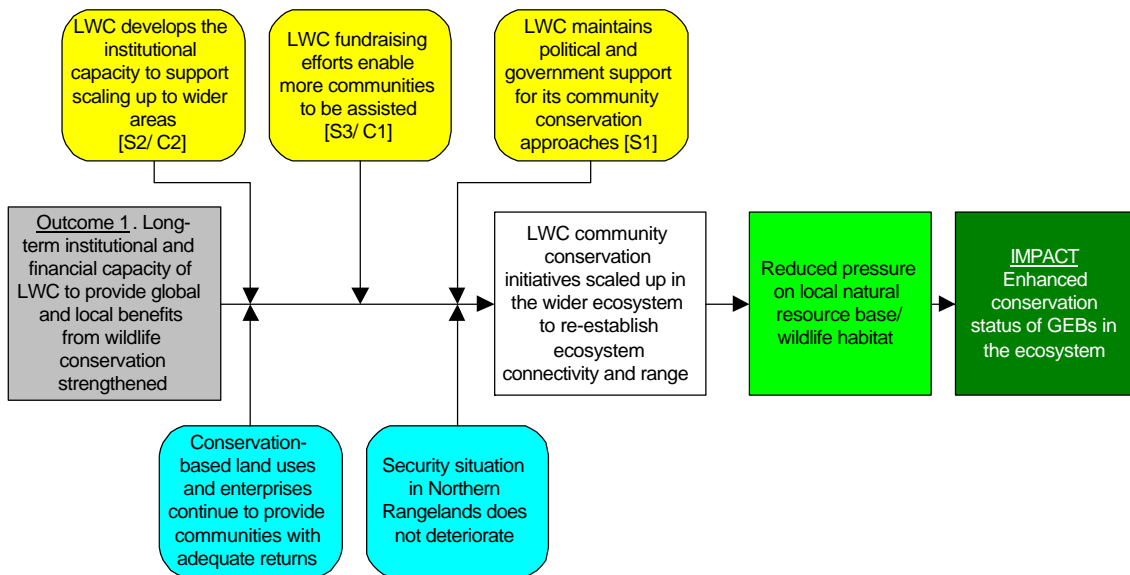 LWC develops the
institutional
capacity to support
scaling up to wider
areas
[S2/ C2]
LWC fundraising
efforts enable
more communities
to be assisted
[S3/ C1]
LWC maintains
political and
government support
for its community
conservation
approaches [S1]
Outcome 1 . Long-
term institutional and
financial capacity of
LWC to provide global
and local benefits
from wildlife
conservation
strengthened
LWC community
conservation
initiatives scaled up in
the wider ecosystem
to re-establish
ecosystem
connectivity and range
Reduced pressure
on local natural
resource base/
wildlife habitat
IMPACT
Enhanced
conservation
status of GEBs in
the ecosystem
Conservation-
based land uses
and enterprises
continue to provide
communities with
adequate returns
Security situation
in Northern
Rangelands does
not deteriorate